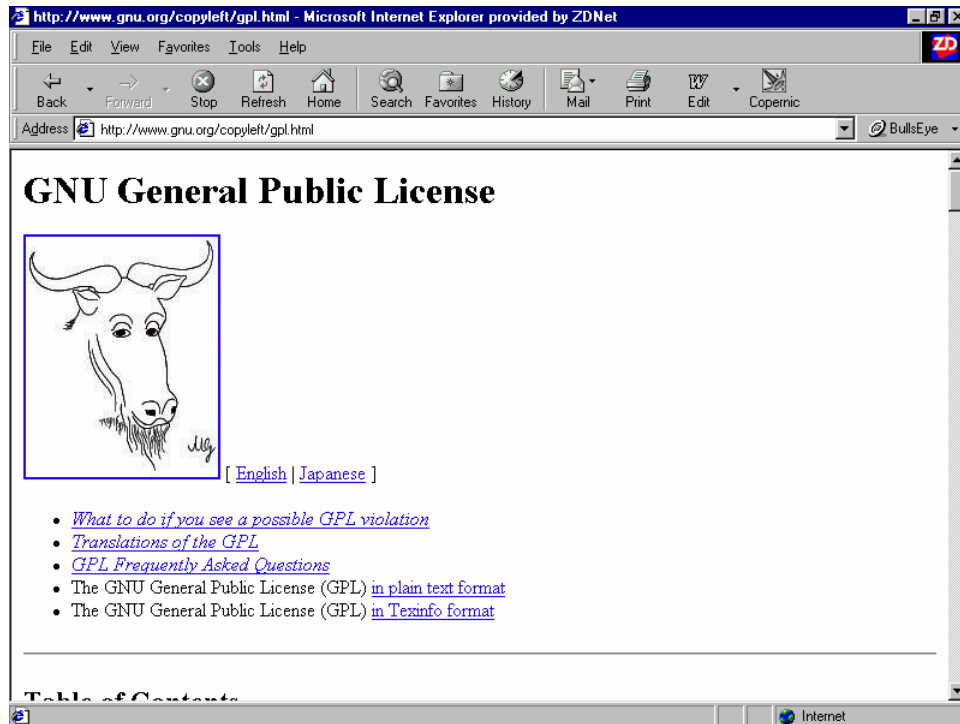 http://www.gnu.org/copyleft/gpl.html - Microsoft Internet Explorer provided by ZDNet
File Edit View Favorites Tools Help
ZD
Back Forward Stop Refresh Home Search Favorites History Mail Print Edit Copernic
Address http://www.gnu.org/copyleft/gpl.html BullsEye
GNU General Public License
MG
[ English | Japanese ]
What to do if you see a possible GPL violation
Translations of the GPL
GPL Frequently Asked Questions
The GNU General Public License (GPL) in plain text format
The GNU General Public License (GPL) in Texinfo format
Table of Contents
Internet